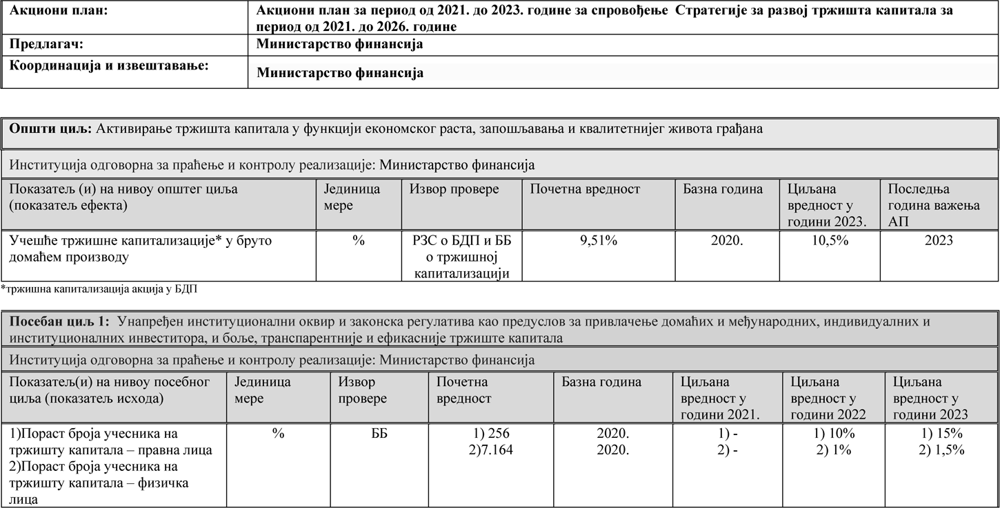 Акциони план:
Акциони план за период од 2021. до 2023. године за спровођење Стратегије за развој тржишта капитала за
период од 2021. до 2026. године
Предлагач:
Министарство финансија
Координација и извештавање:
Министарство финансија
Општи циљ: Активирање тржишта капитала у функцији економског раста, запошљавања и квалитетнијег живота грађана
Институција одговорна за праћење и контролу реализације: Министарство финансија
Показатељ (и) на нивоу општег циља
(показатељ ефекта)
Јединица
мере
Извор провере
Почетна вредност
Базна година
Циљана
вредност у
години 2023.
Последња
година важења
АП
Учешће тржишне капитализације* у бруто
домаћем производу
%
РЗС о БДП и ББ
о тржишној
капитализацији
9,51%
2020.
10,5%
2023
*тржишна капитализација акција у БДП
Посебан циљ 1: Унапређен институционални оквир и законска регулатива као предуслов за привлачење домаћих и међународних, индивидуалних и
институционалних инвеститора, и боље, транспарентније и ефикасније тржиште капитала
Институција одговорна за праћење и контролу реализације: Министарство финансија
Показатељ(и) на нивоу посебног
циља (показатељ исхода)
Јединица
мере
Извор
провере
Почетна
вредност
Базна година
Циљана
вредност у
години 2021.
Циљана
вредност у
години 2022
Циљана
вредност у
години 2023
1)Пораст броја учесника на
тржишту капитала – правна лица
2)Пораст броја учесника на
тржишту капитала – физичка
лица
%
ББ
1) 256
2)7.164
2020.
2020.
1) -
2) -
1) 10%
2) 1%
1) 15%
2) 1,5%